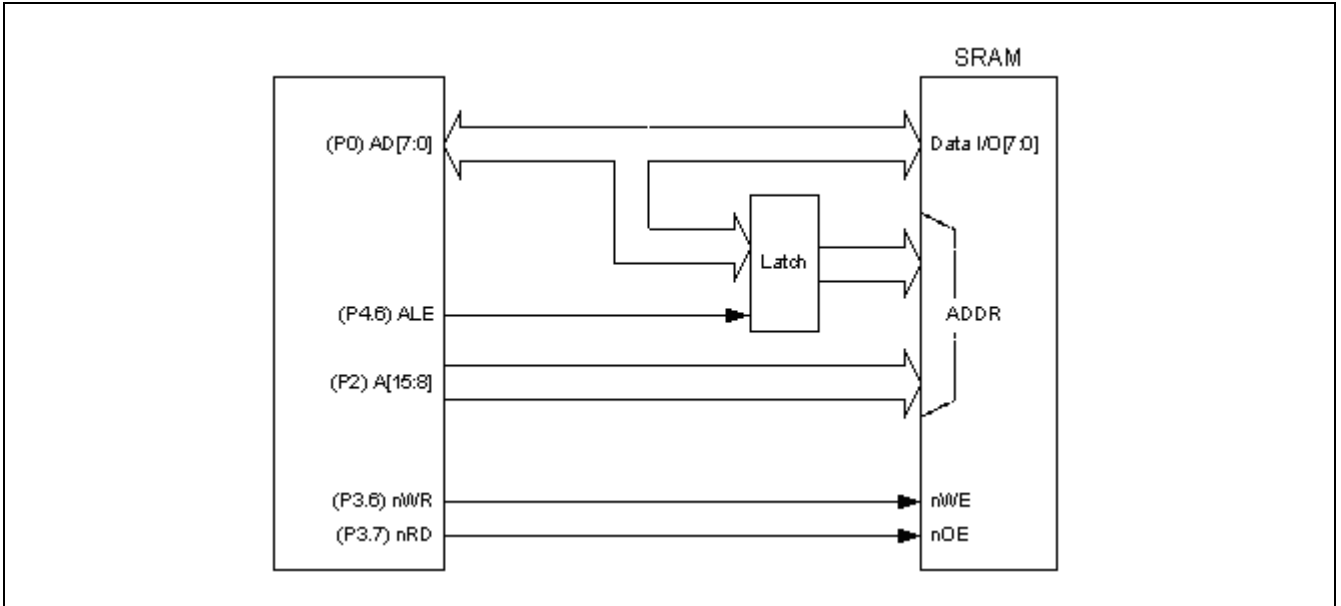 SRAM
(P0) AD[7:0]
Data I/O[7:0]
Latch
(P4.6) ALE
ADDR
(P2) A[15:8]
(P3.6) nWR
nWE
(P3.7) nRD
nOE